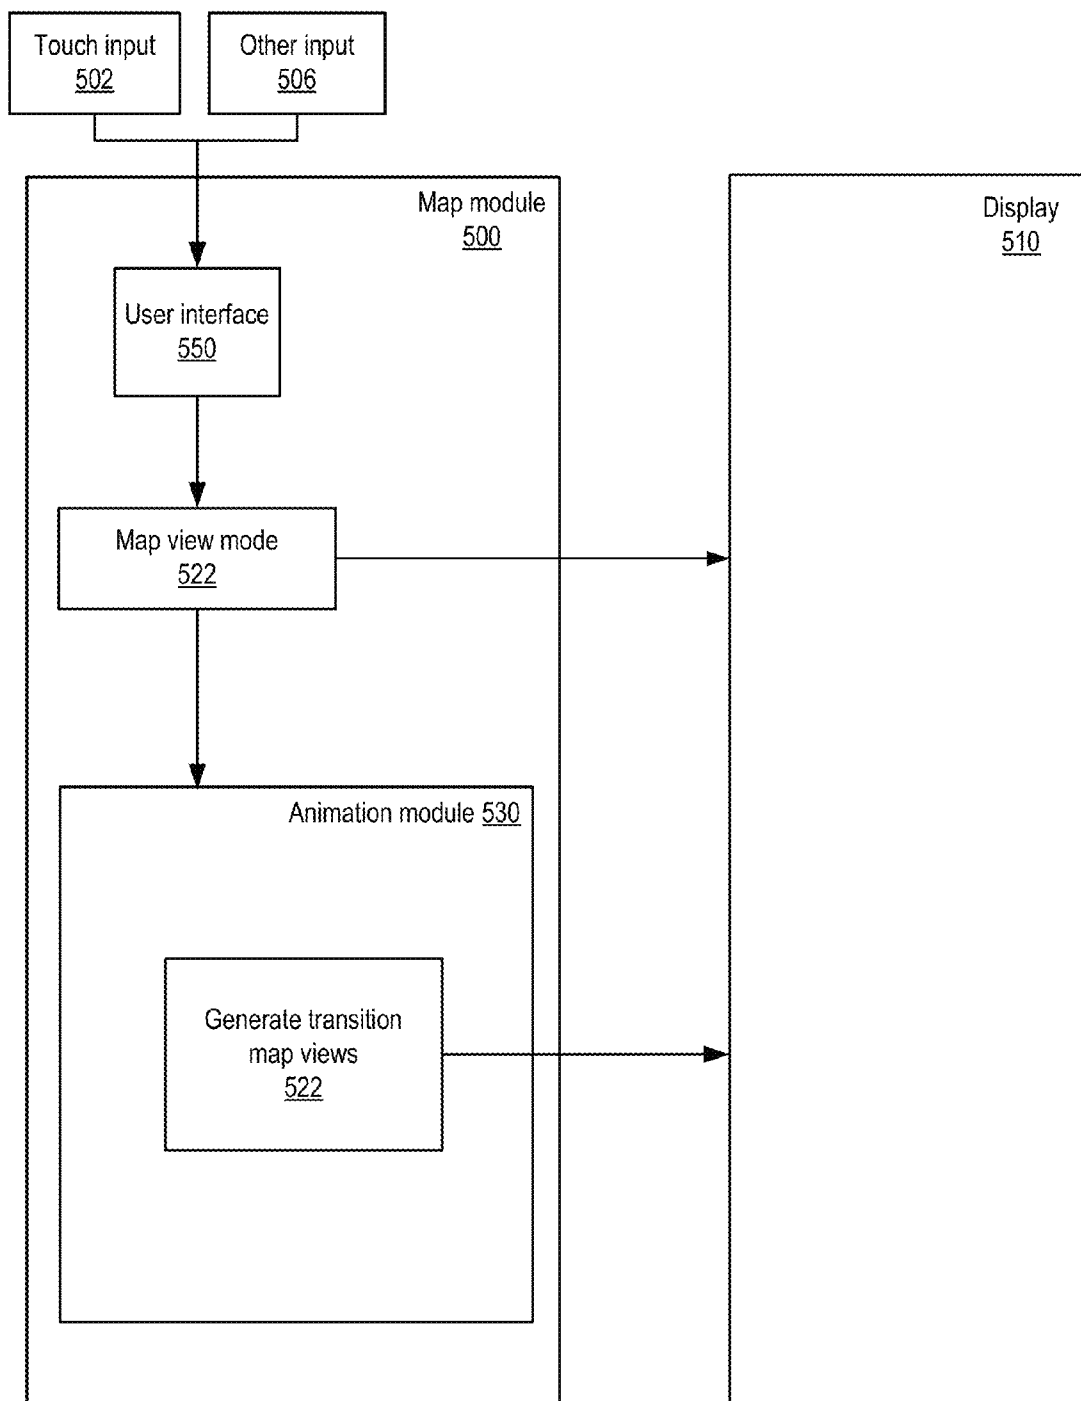 Touch input
502
Other input
506
Map module
500
Display
510
User interface
550
Map view mode
522
Animation module 530
Generate transition
map views
522